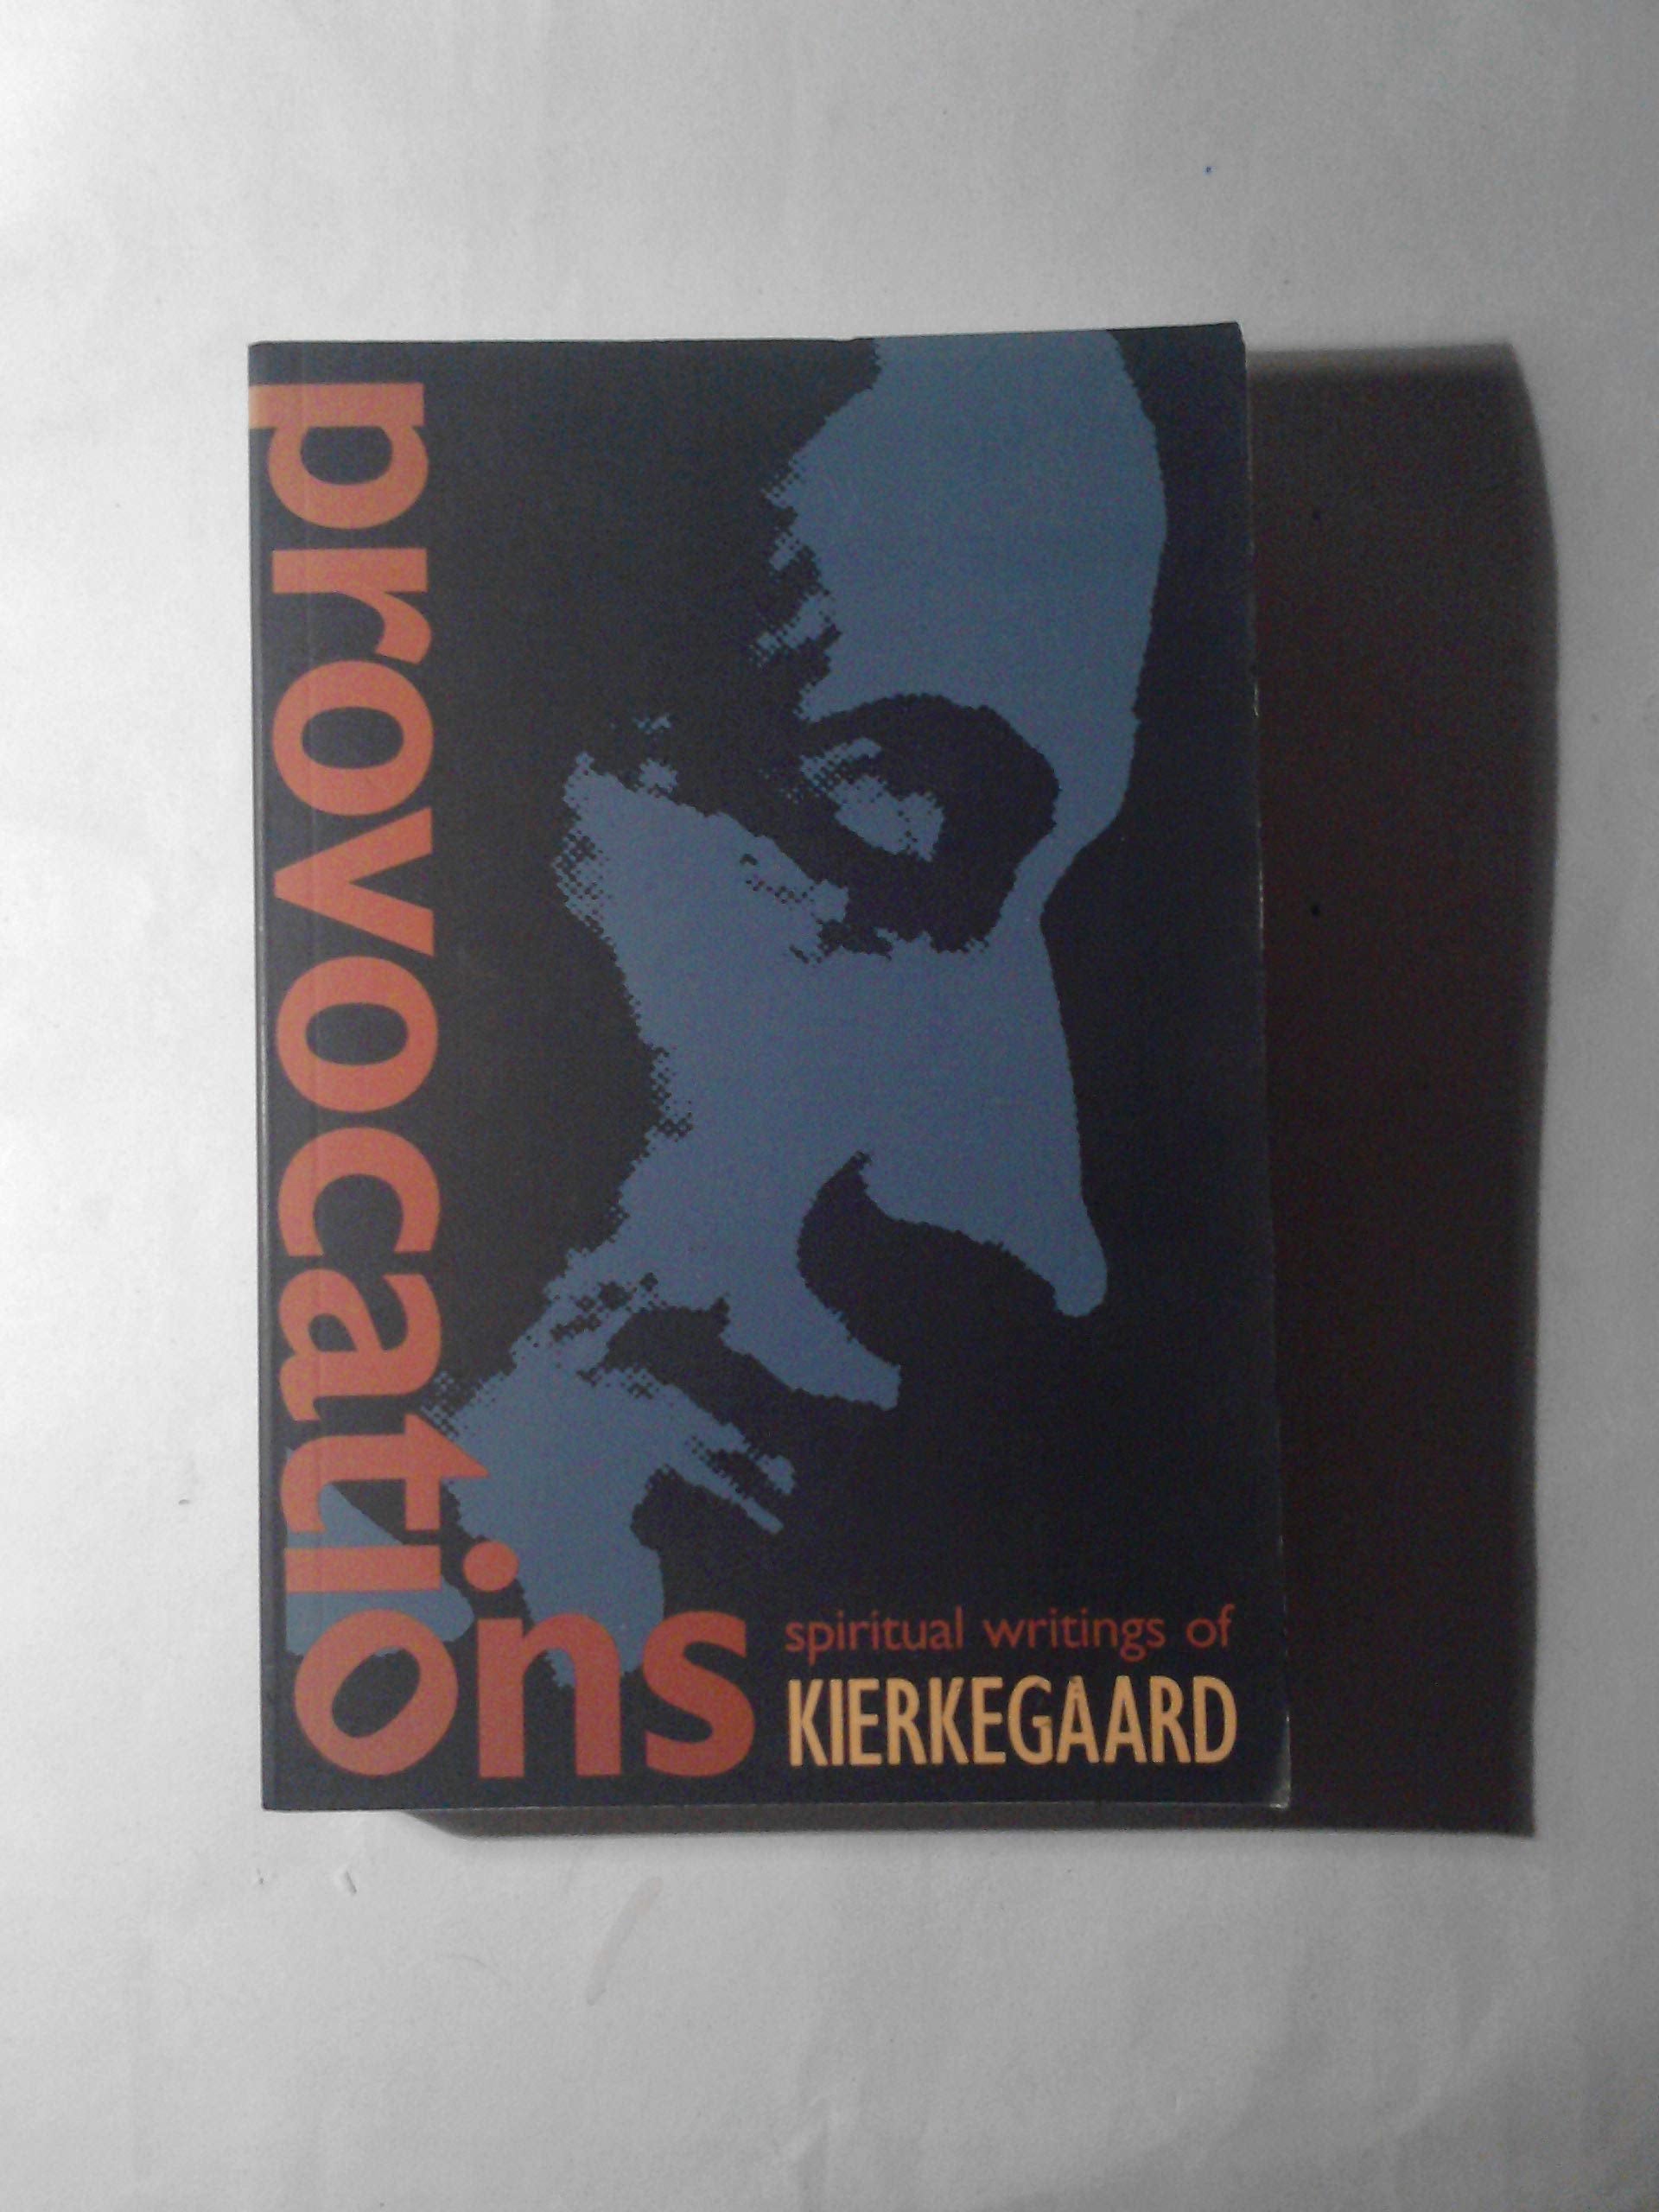 provocations
spiritual writings of
KIERKEGAARD